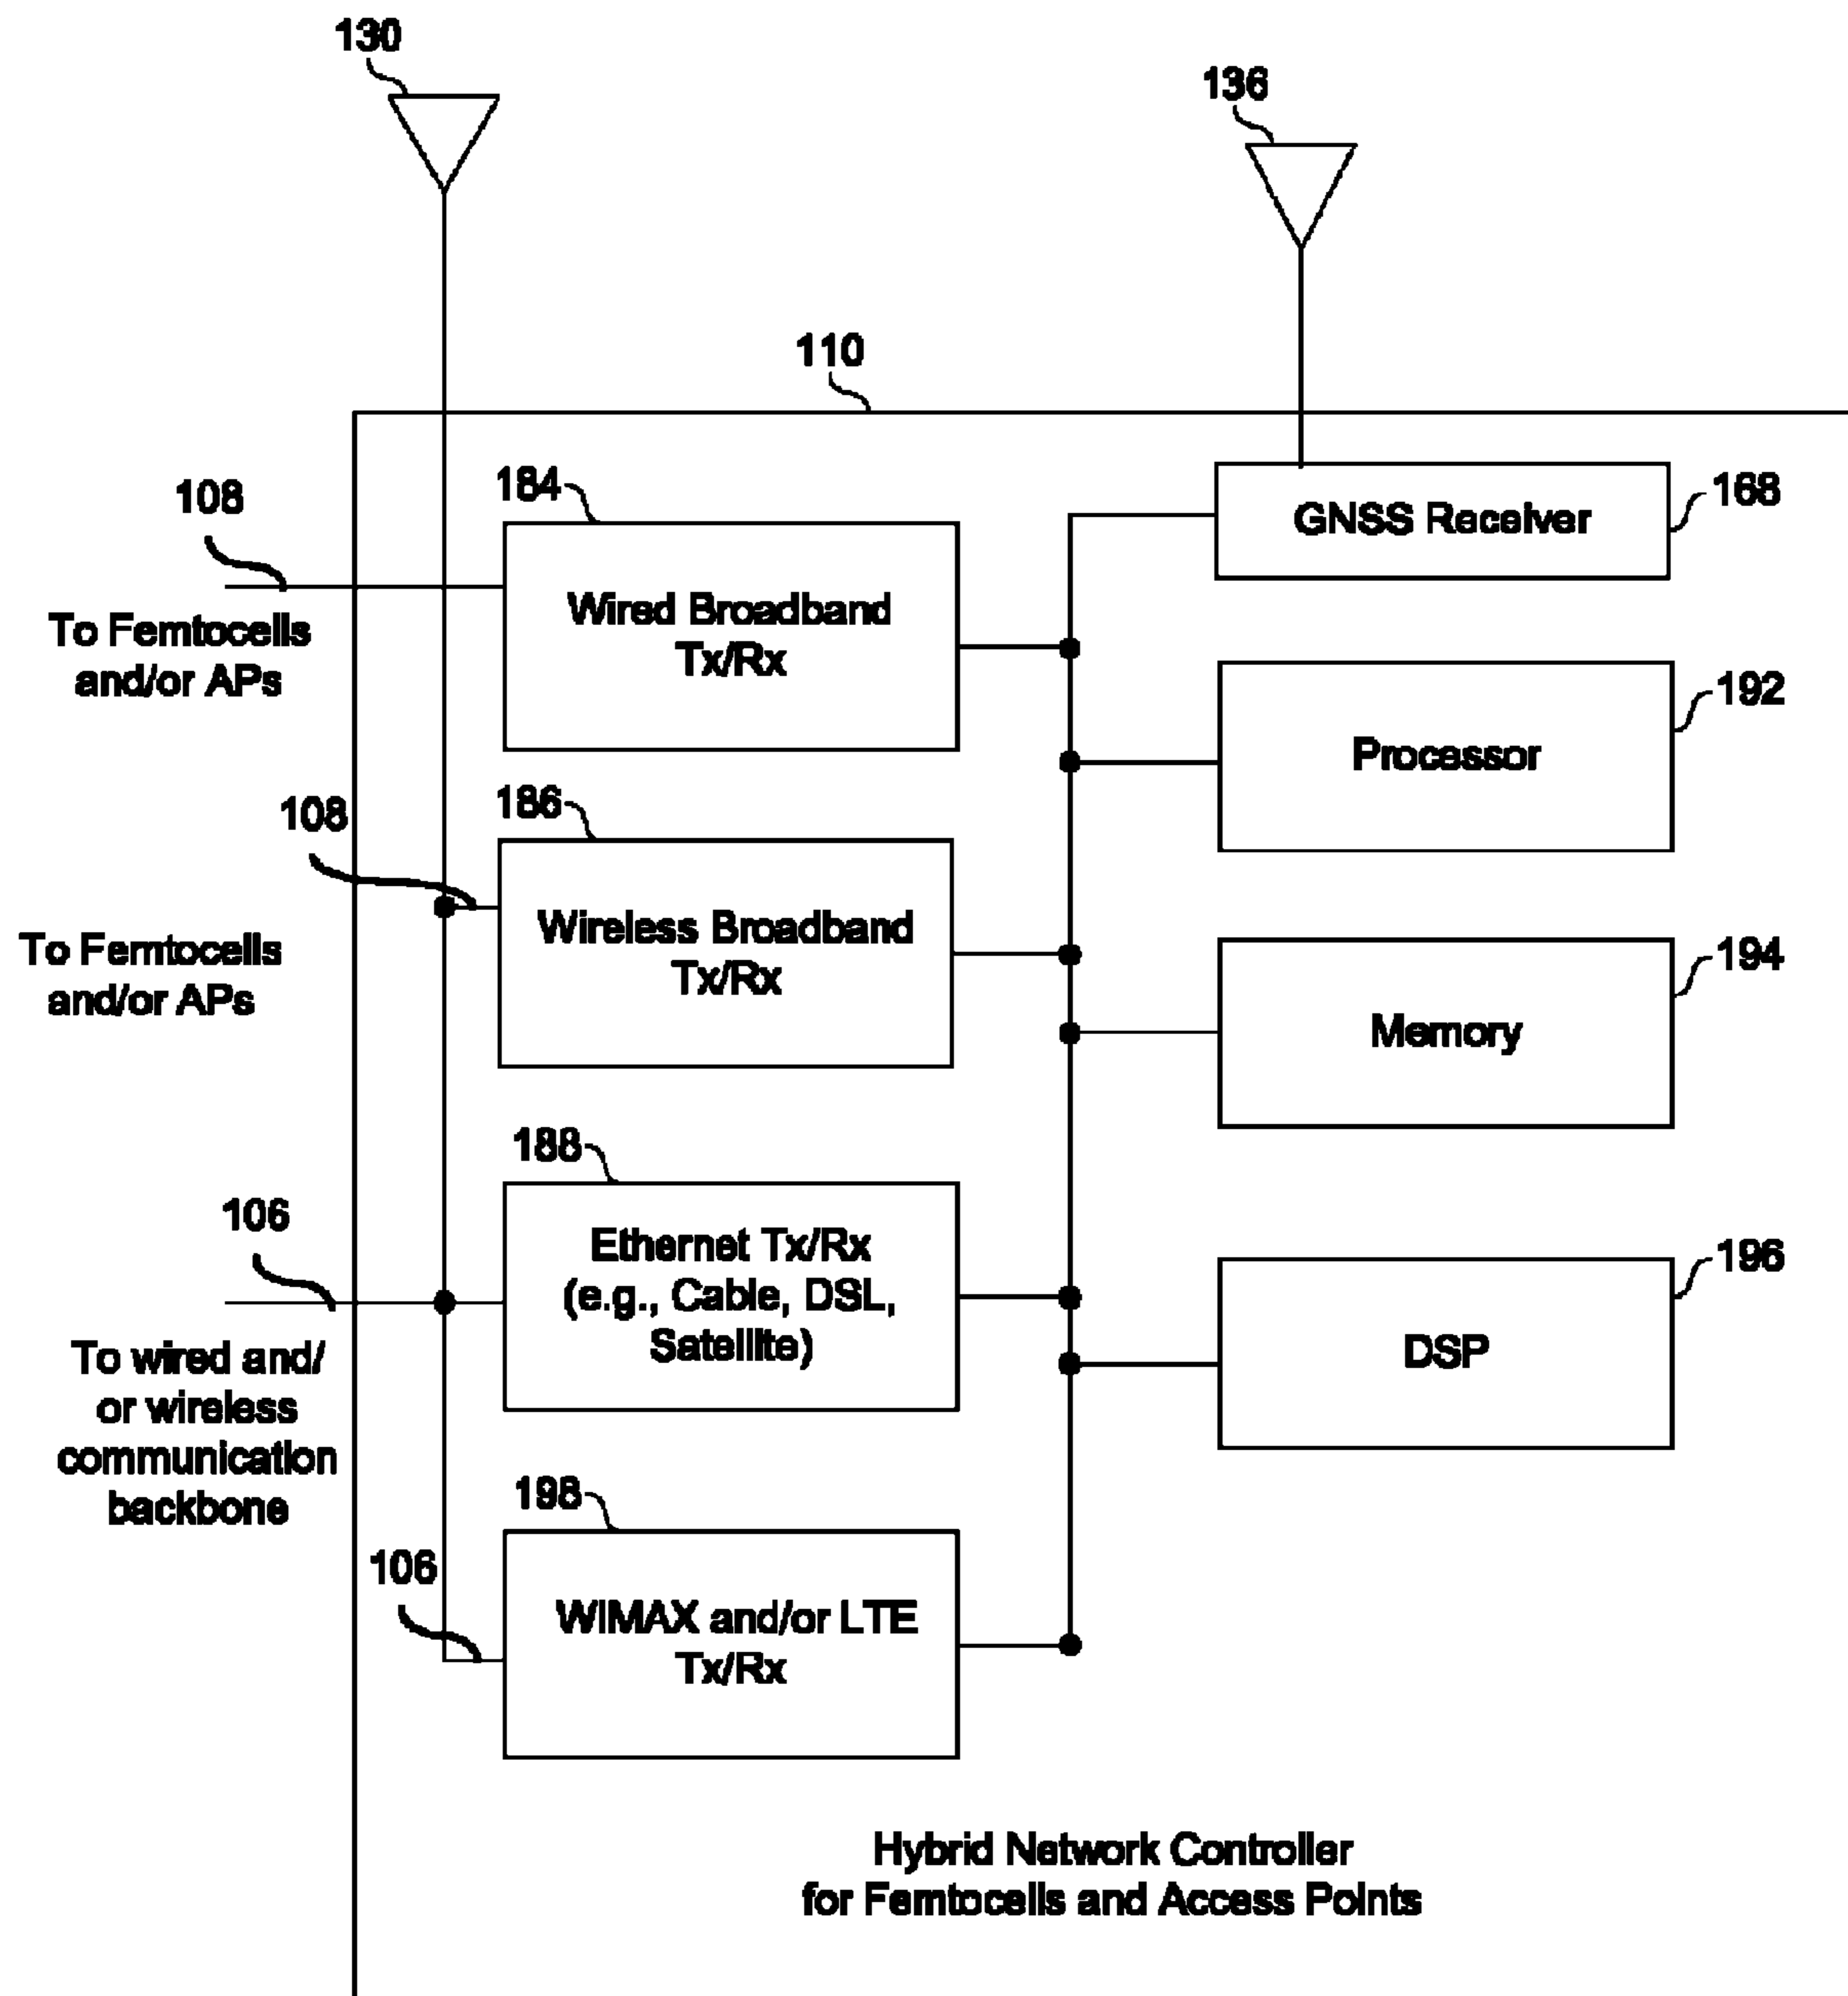 130
136
110
184
108
168
GNSS Receiver
Wired Broadband
Tx/Rx
To Femtocells
and/or APs
192
Processor
186
108
Wireless Broadband
Tx/Rx
To Femtocells
and/or APs
194
Memory
188
106
Ethernet Tx/Rx
(e.g., Cable, DSL,
Satellite)
196
DSP
To wired and/
or wireless
communication
backbone
198
106
WIMAX and/or LTE
Tx/Rx
Hybrid Network Controller
for Femtocells and Access Points